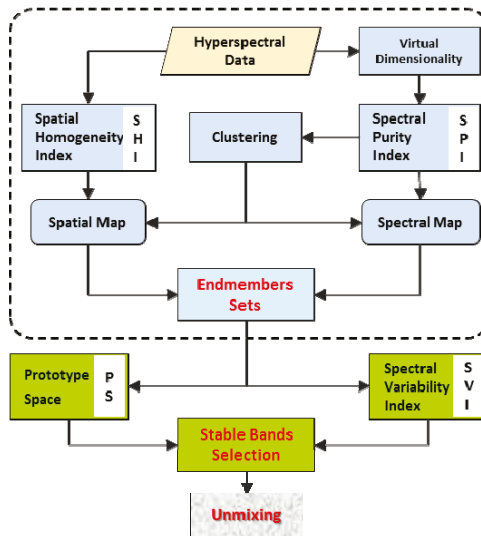 Hyperspectral
Data
Virtual
Dimensionality
Spatial
Homogeneity
Index
S
H
I
Clustering
Spectral
Purity
Index
S
P
I
Spatial Map
Spectral Map
Endmembers
Sets
Prototype
Space
P
S
Spectral
Variability
Index
S
V
I
Stable Bands
Selection
Unmixing